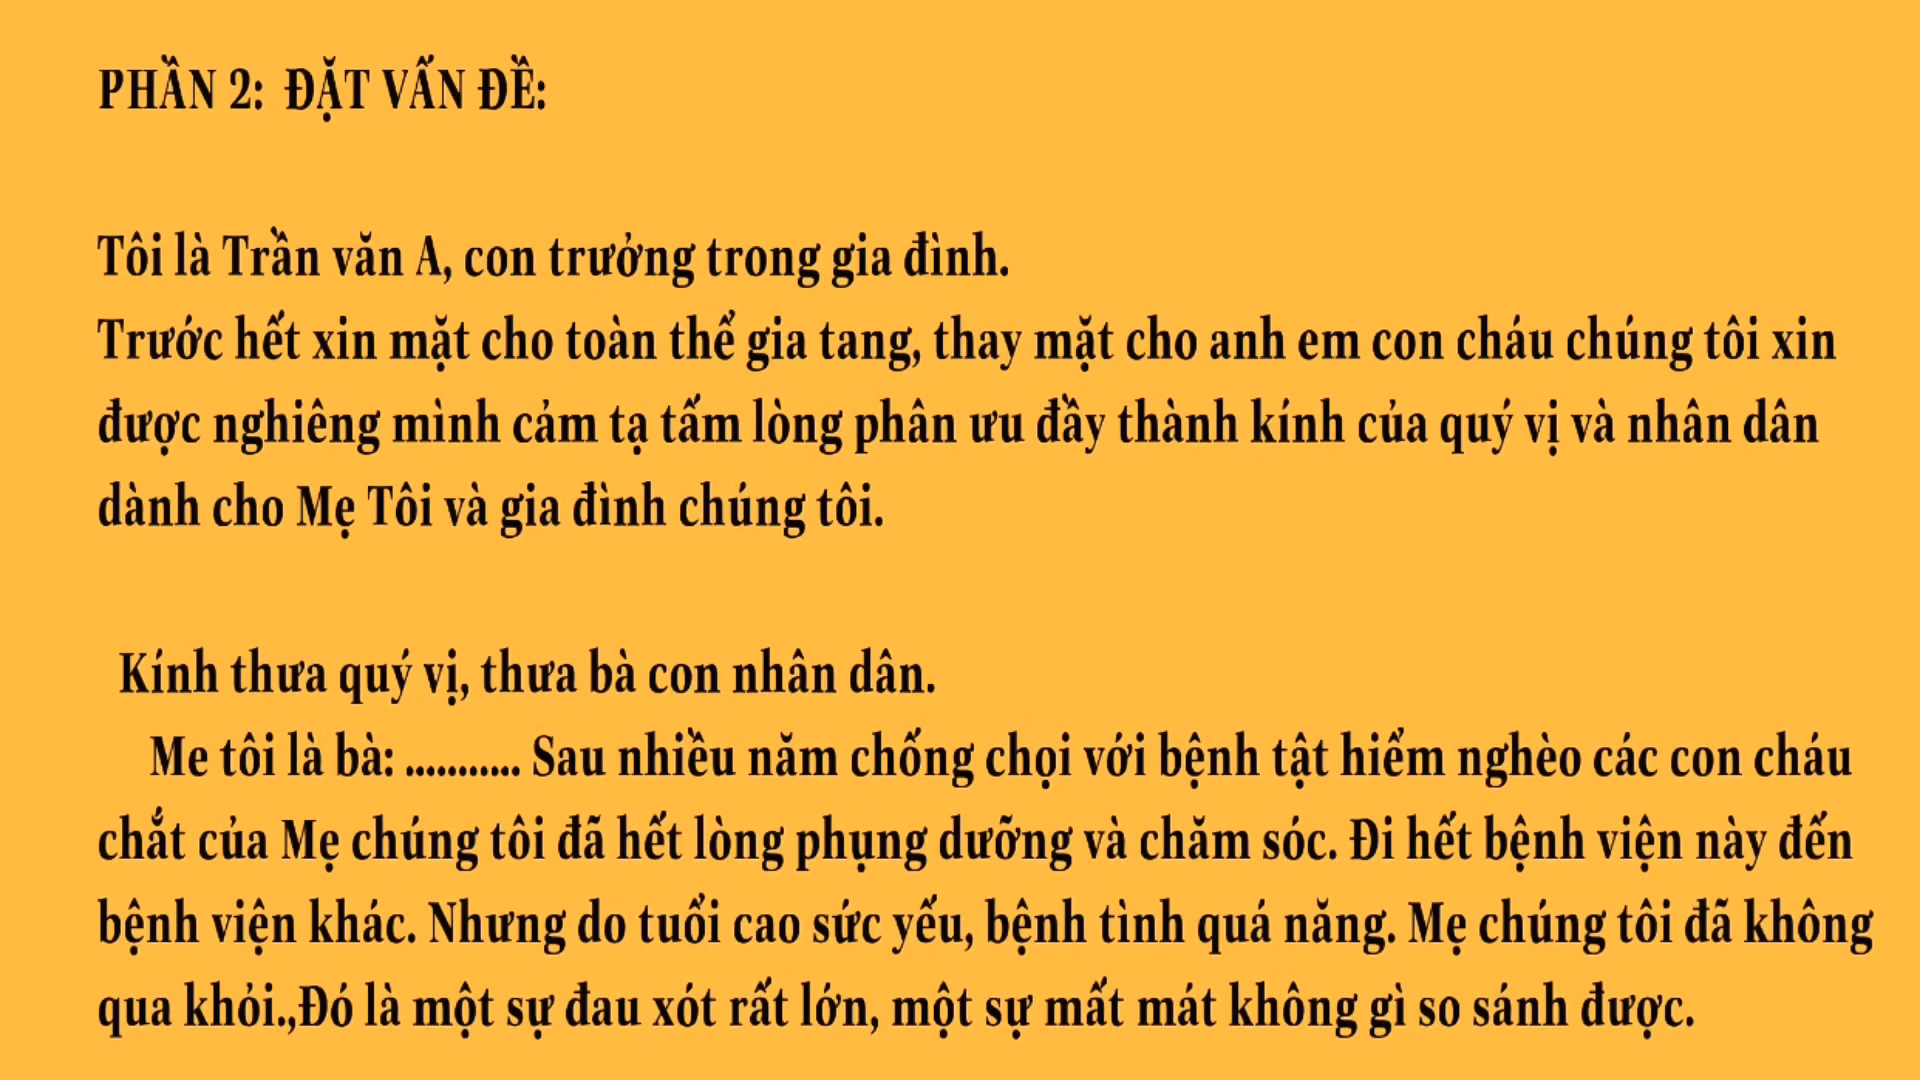 PHẦN 2: ĐẶT VẤN ĐỀ:
Tôi là Trần văn A, con trưởng trong gia đình.
Trước hết xin mặt cho toàn thể gia tang, thay mặt cho anh em con cháu chúng tôi xin
được nghiêng mình cảm tạ tấm lòng phân ưu đầy thành kính của quý vị và nhân dân
dành cho Mẹ Tôi và gia đình chúng tôi.
Kính thưa quý vị, thưa bà con nhân dân.
Me tôi là bà: ........... Sau nhiều năm chống chọi với bệnh tật hiểm nghèo các con cháu
chắt của Mẹ chúng tôi đã hết lòng phụng dưỡng và chăm sóc. Đi hết bệnh viện này đến
bệnh viện khác. Nhưng do tuổi cao sức yếu, bệnh tình quá năng. Mẹ chúng tôi đã không
qua khỏi.,Đó là một sự đau xót rất lớn, một sự mất mát không gì so sánh được.